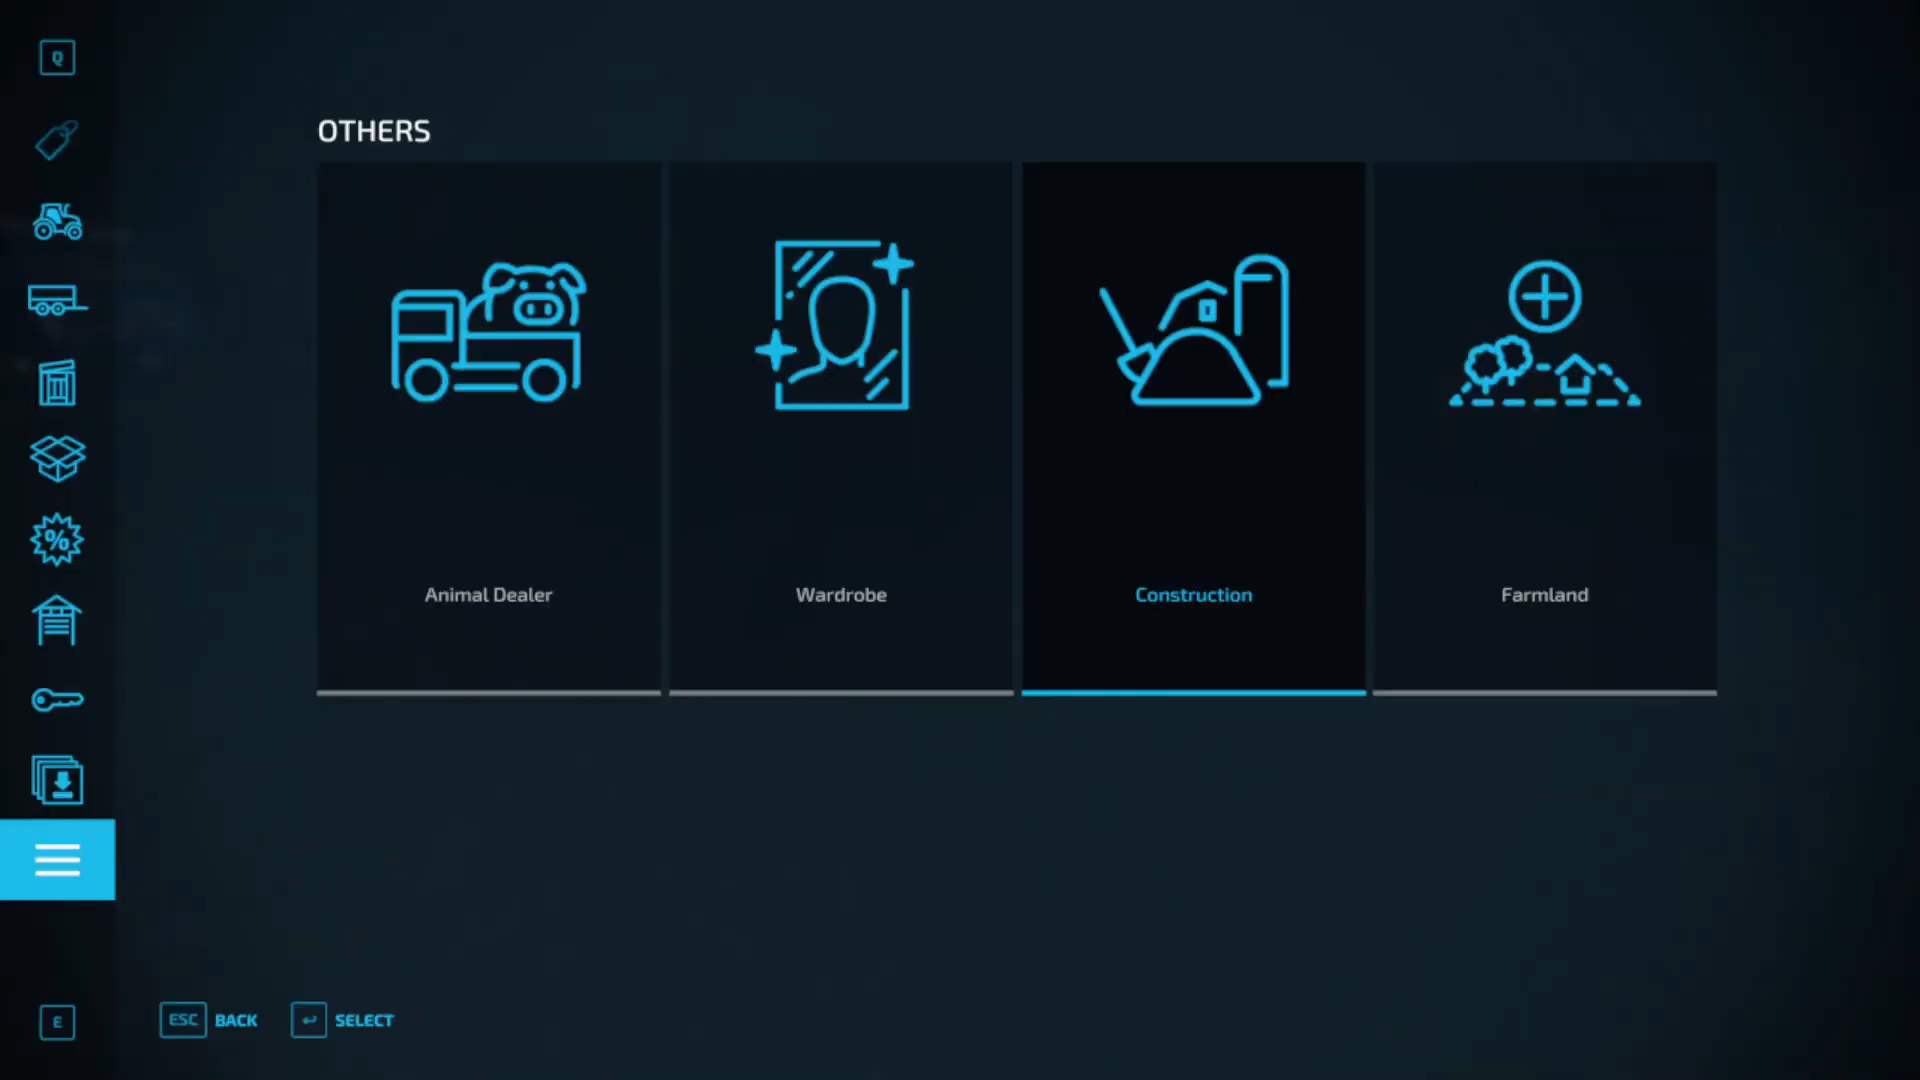 Q
OTHERS
%
Animal Dealer
Wardrobe
Construction
Farmland
E
ESC BACK
SELECT